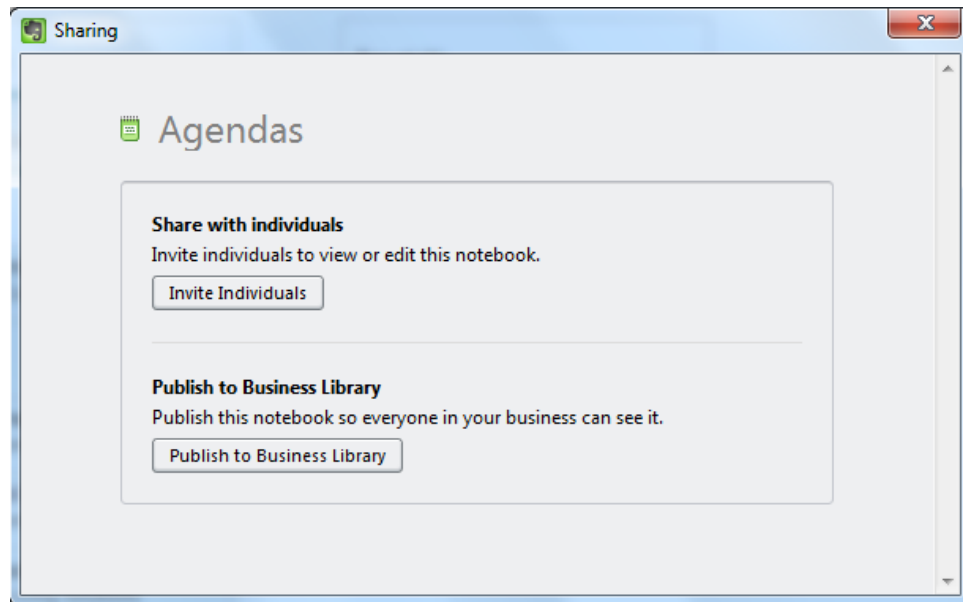 Sharing
Agendas
Share with individuals
Invite individuals to view or edit this notebook.
Invite Individuals
Publish to Business Library
Publish this notebook so everyone in your business can see it.
Publish to Business Library